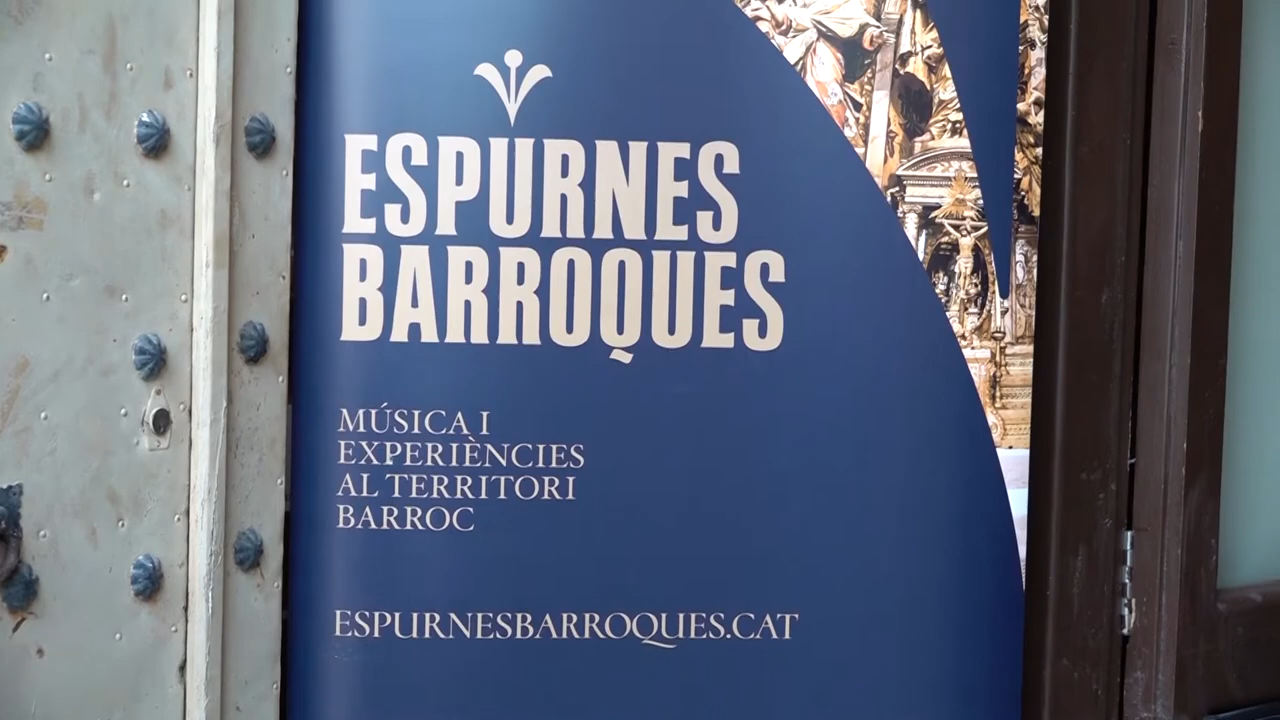 ESPURNES
BARROQUES
MÚSICA I
EXPERIÈNCIES
AL TERRITORI
BARROC
ESPURNESBARROQUES.CAT